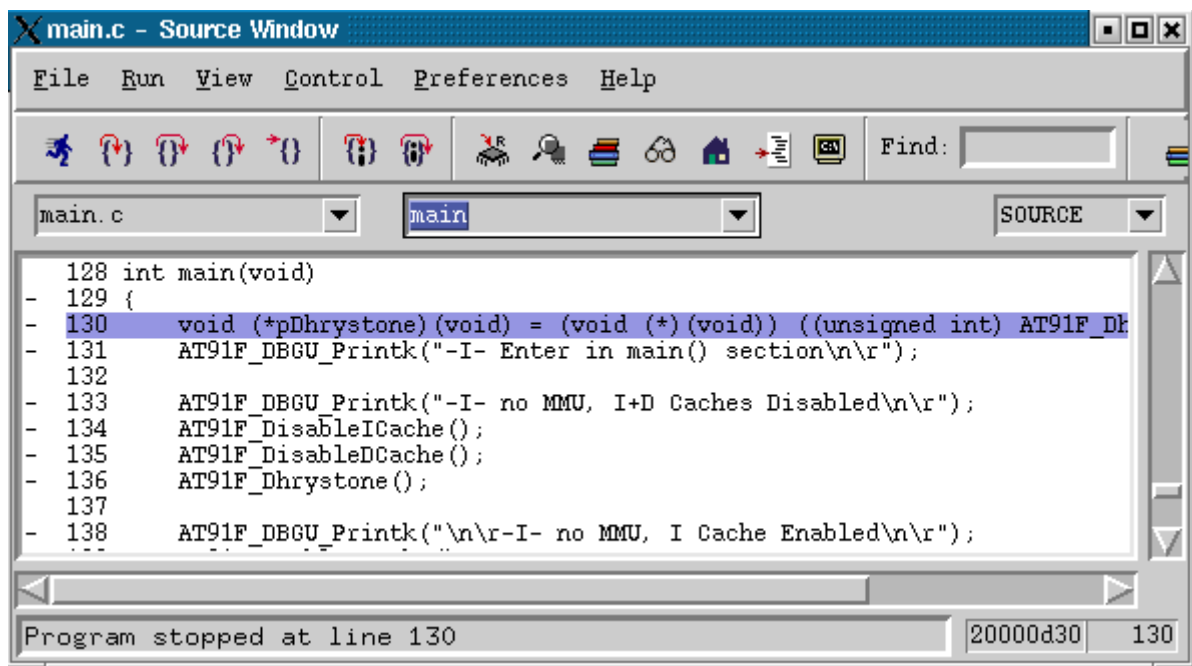 main.c - Source Window
File Run View Control Preferences Help
Find:
main.c main SOURCE
128 int main(void)
- 129 {
- 130 void (*pDhrystone)(void) = (void (*)(void)) ((unsigned int) AT91F_Dh
- 131 AT91F_DBGU_Printk("-I- Enter in main() section\n\r");
132
- 133 AT91F_DBGU_Printk("-I- no MMU, I+D Caches Disabled\n\r");
- 134 AT91F_DisableICache();
- 135 AT91F_DisableDCache();
- 136 AT91F_Dhrystone();
137
- 138 AT91F_DBGU_Printk("\n\r-I- no MMU, I Cache Enabled\n\r");
Program stopped at line 130 20000d30 130